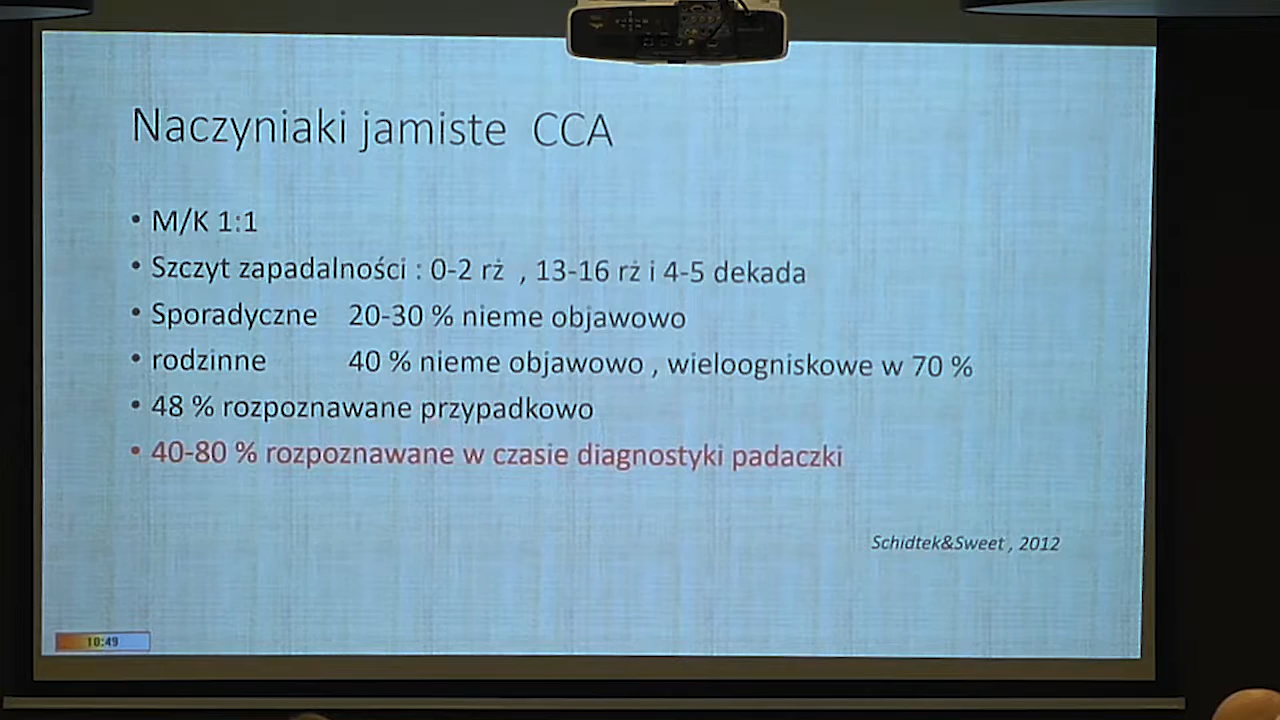 Naczyniaki jamiste CCA
• M/K 1:1
• Szczyt zapadalności : 0-2 rż , 13-16 rż i 4-5 dekada
• Sporadyczne 20-30 % nieme objawowo
• rodzinne 40 % nieme objawowo , wieloogniskowe w 70 %
• 48 % rozpoznawane przypadkowo
• 40-80 % rozpoznawane w czasie diagnostyki padaczki
Schidtek&Sweet , 2012
10:49